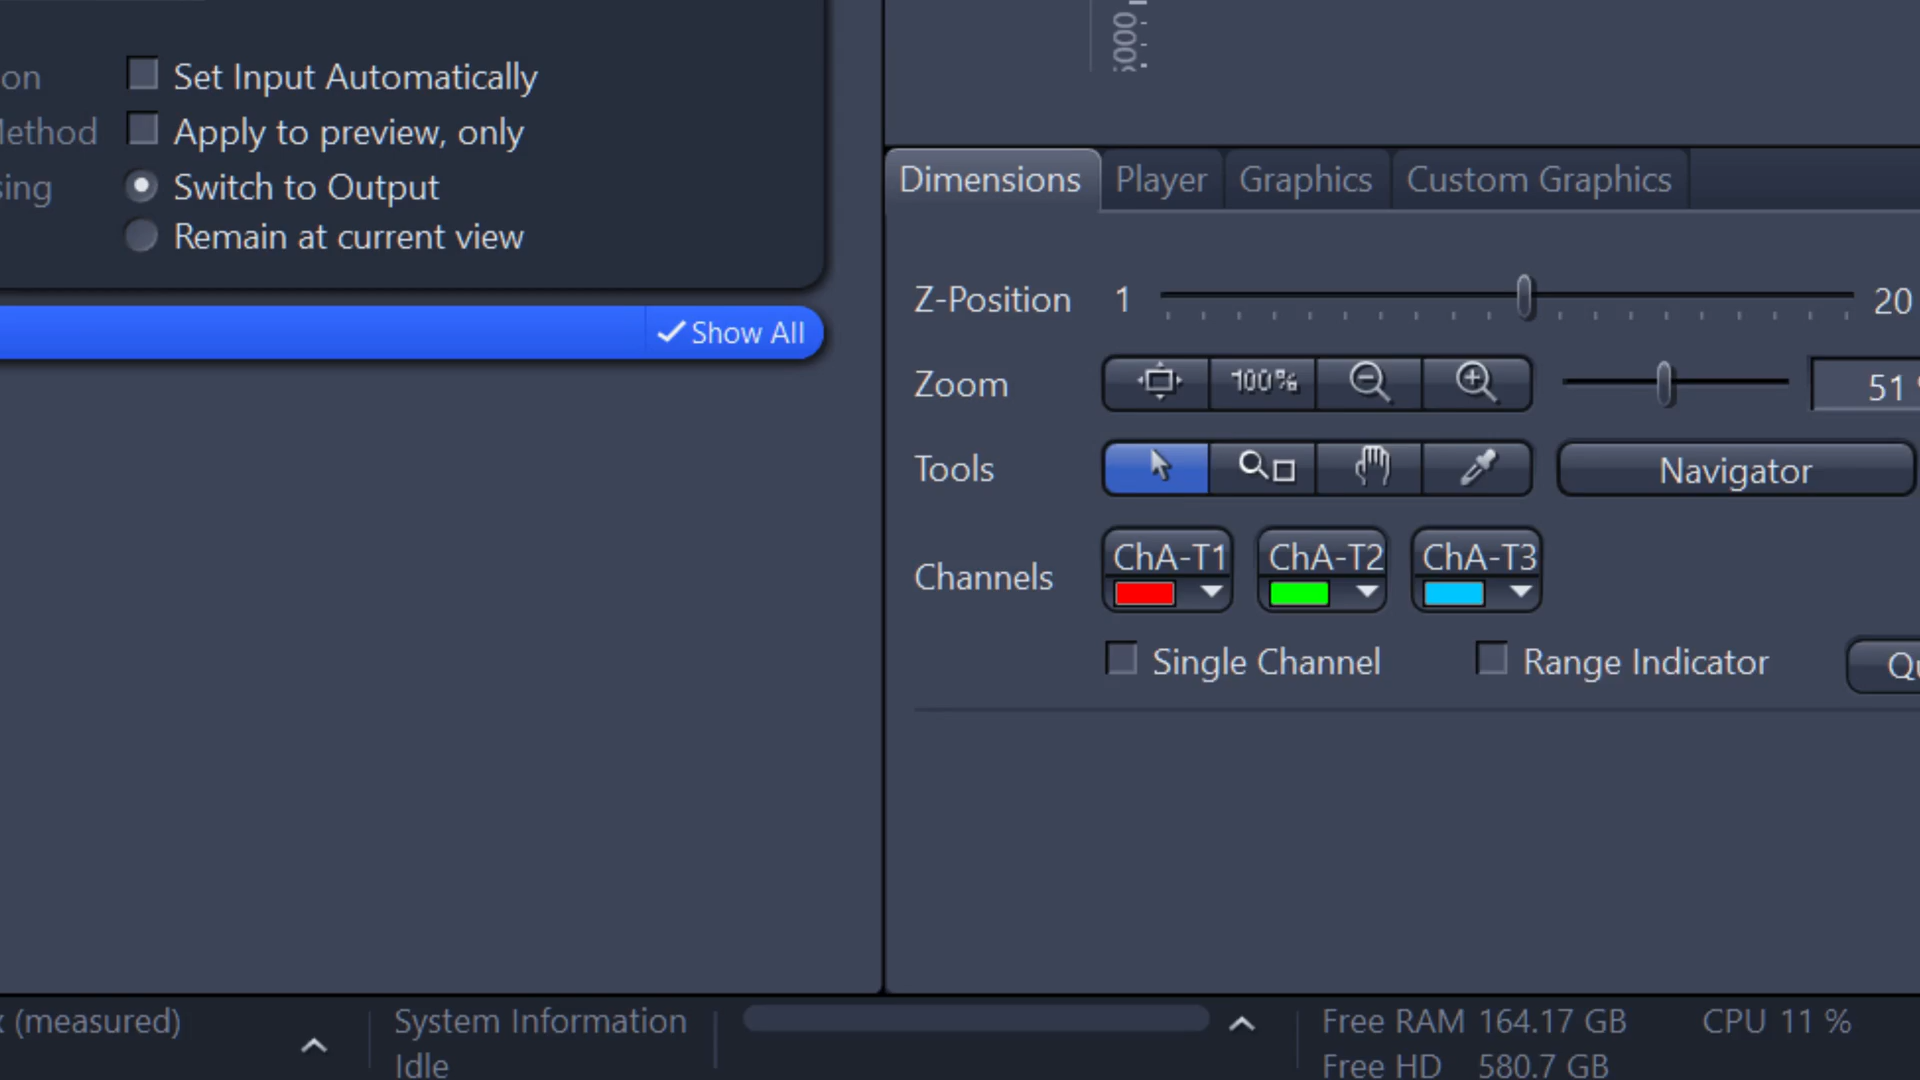 on
Set Input Automatically
Method
Apply to preview, only
sing
Switch to Output
Remain at current view
Show All
Dimensions Player Graphics Custom Graphics
Z-Position 1 20
Zoom 100% 51 %
Tools Navigator
Channels ChA-T1 ChA-T2 ChA-T3
Single Channel Range Indicator Qu
x (measured)
System Information
Idle
Free RAM 164.17 GB CPU 11 %
Free HD 580.7 GB